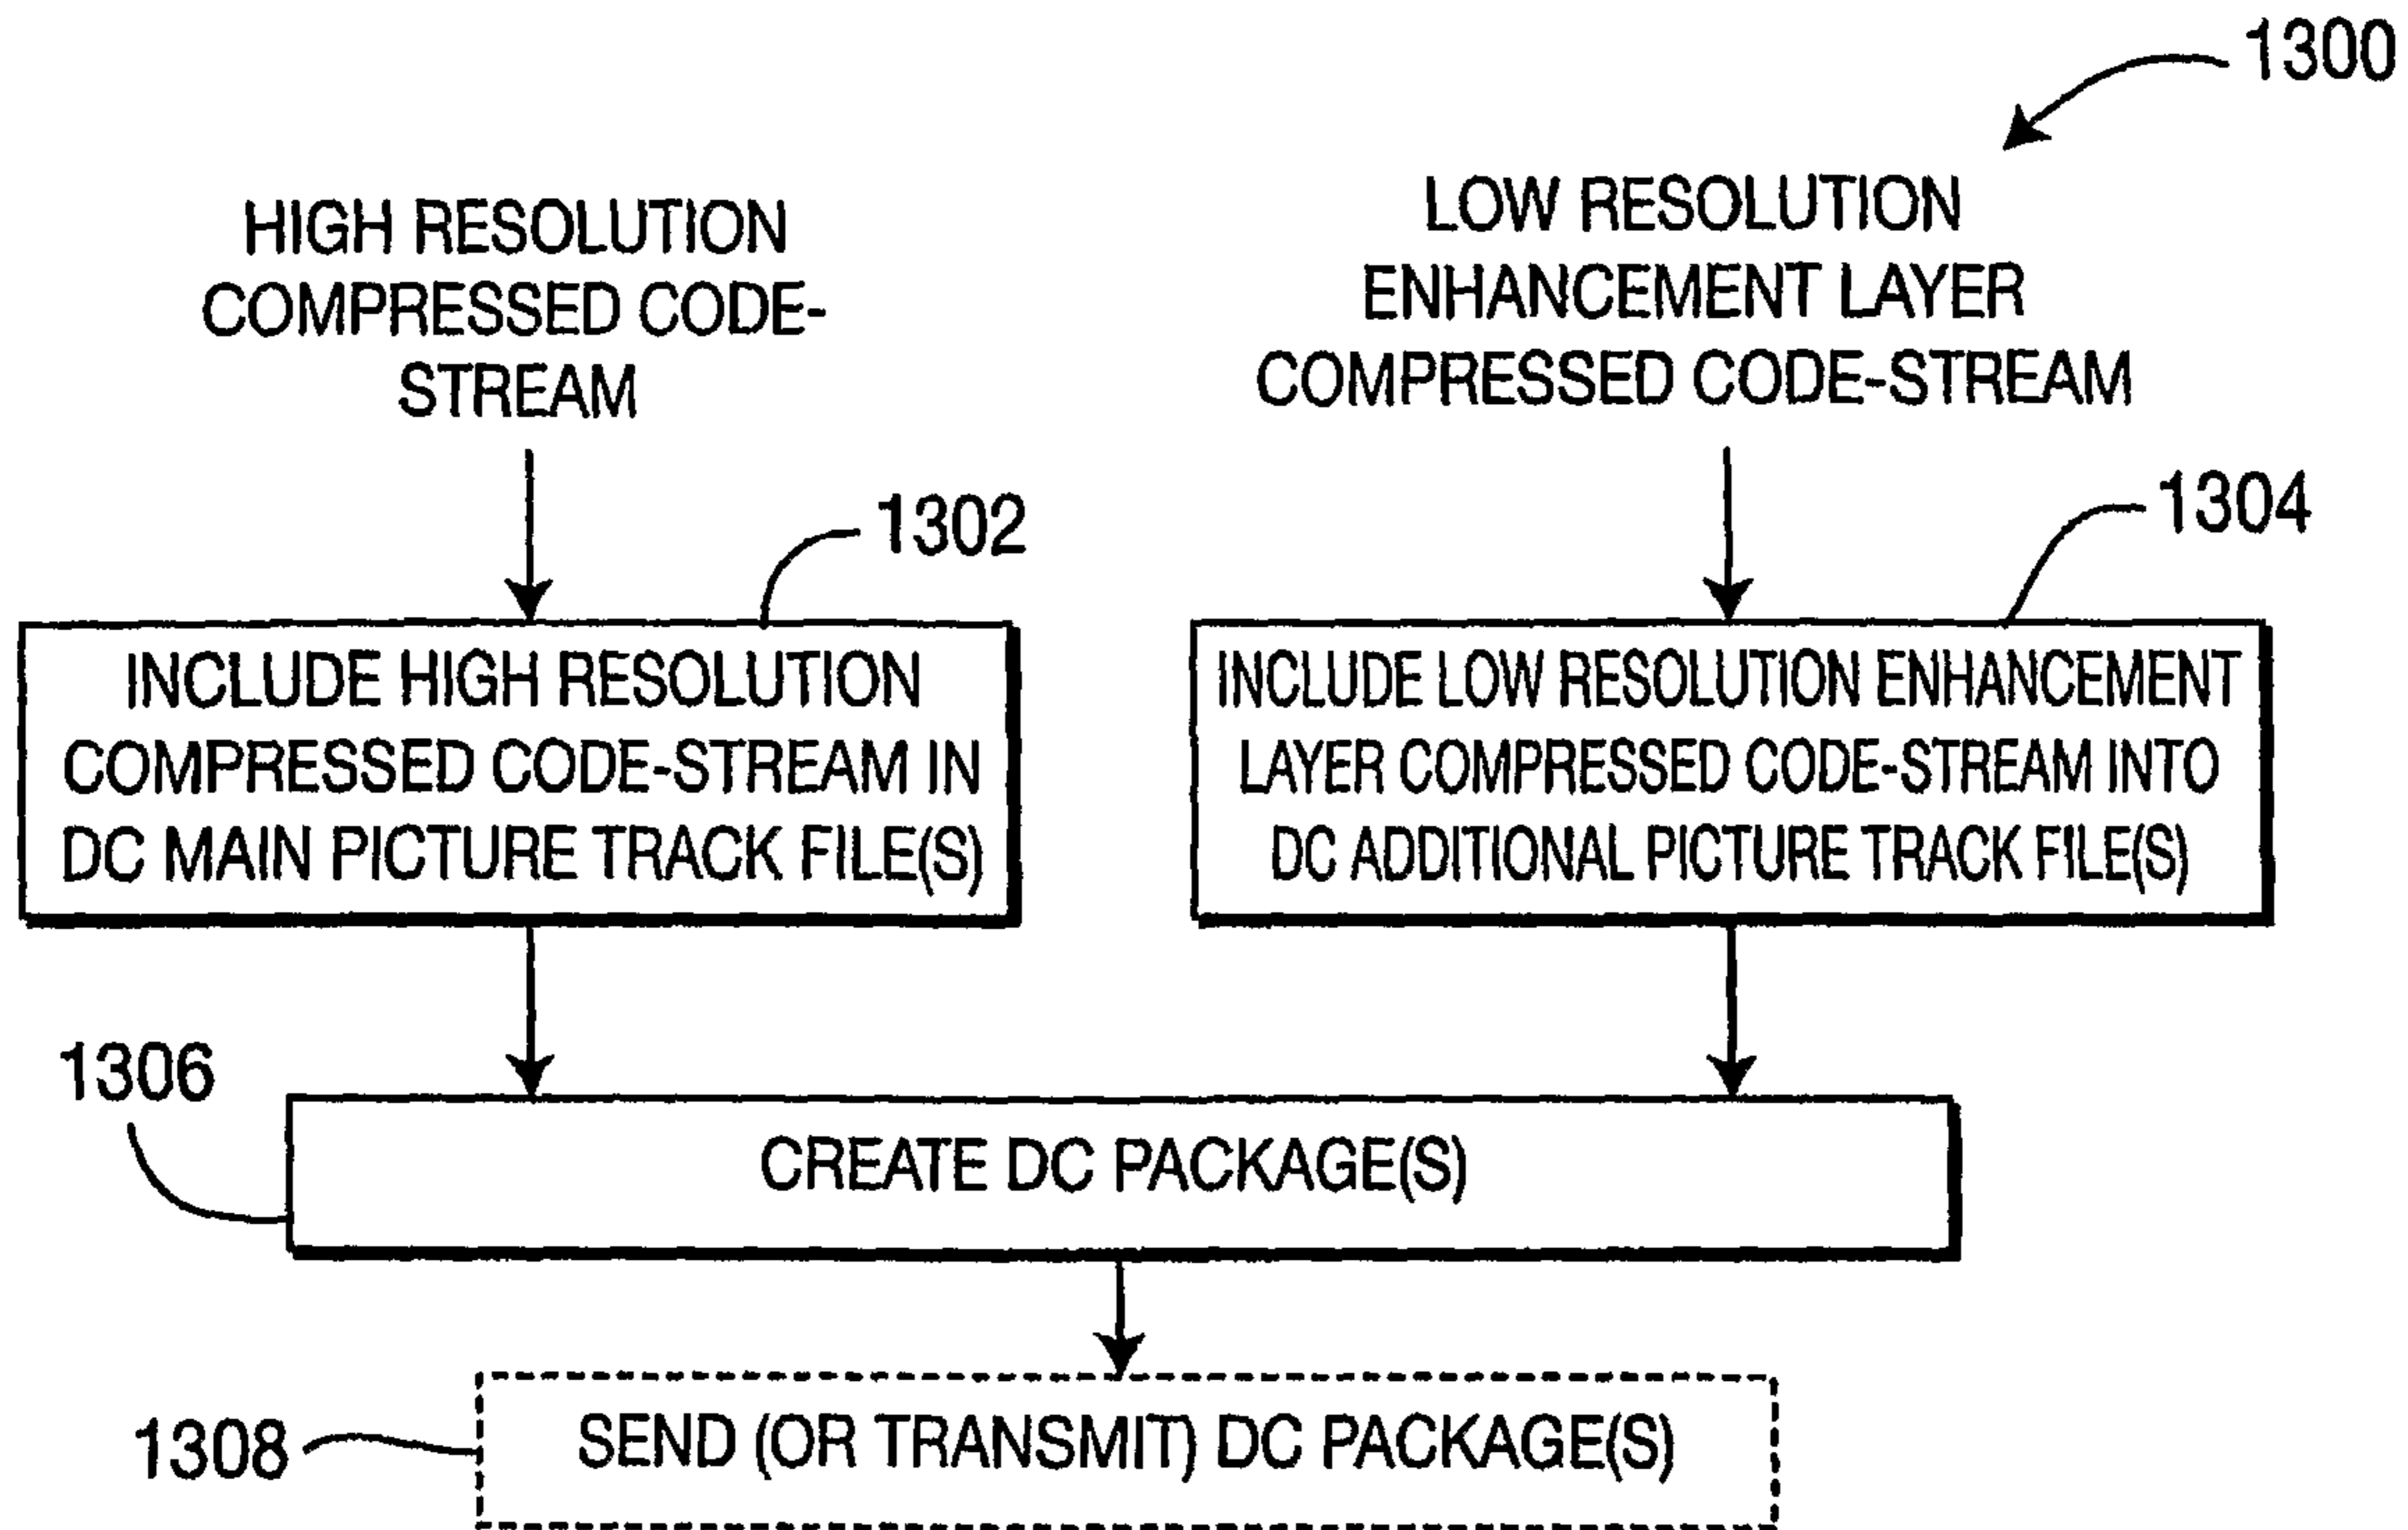 1300
HIGH RESOLUTION
COMPRESSED CODE-
STREAM
LOW RESOLUTION
ENHANCEMENT LAYER
COMPRESSED CODE-STREAM
1302
1304
INCLUDE HIGH RESOLUTION
COMPRESSED CODE-STREAM IN
DC MAIN PICTURE TRACK FILE(S)
INCLUDE LOW RESOLUTION ENHANCEMENT
LAYER COMPRESSED CODE-STREAM INTO
DC ADDITIONAL PICTURE TRACK FILE(S)
1306
CREATE DC PACKAGE(S)
1308
SEND (OR TRANSMIT) DC PACKAGE(S)